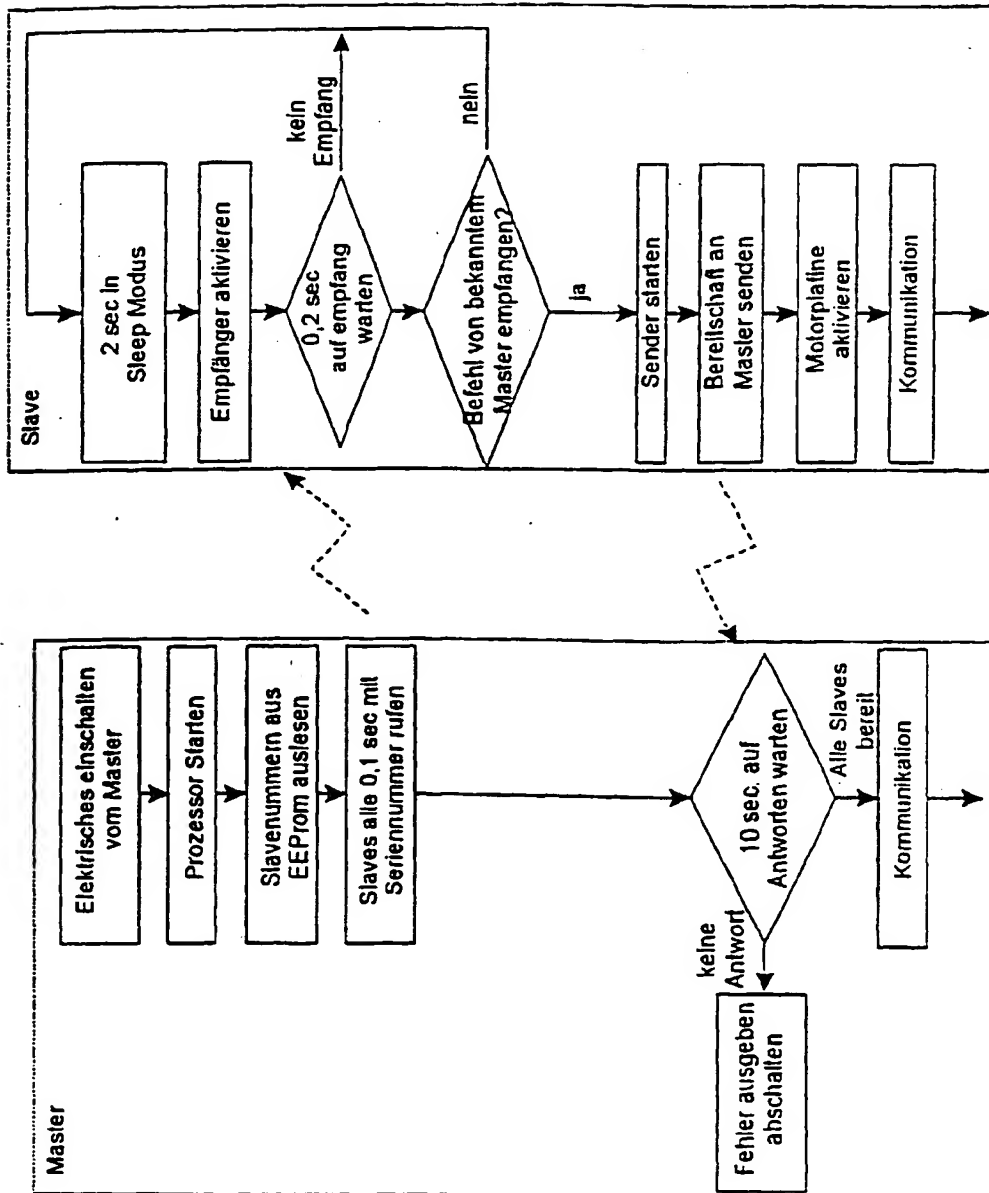 Master
Elektrisches einschalten
vom Master
Prozessor Starten
Slavenummern aus
EEProm auslesen
Slaves alle 0,1 sec mit
Seriennummer rufen
10 sec. auf
Antworten warten
keine
Antwort
Fehler ausgeben
abschalten
Alle Slaves
bereit
Kommunikation
Slave
2 sec in
Sleep Modus
Empfänger aktivieren
0,2 sec
auf empfang
warten
kein
Empfang
Befehl von bekanntem
Master empfangen?
nein
ja
Sender starten
Bereitschaft an
Master senden
Motorplatine
aktivieren
Kommunikation